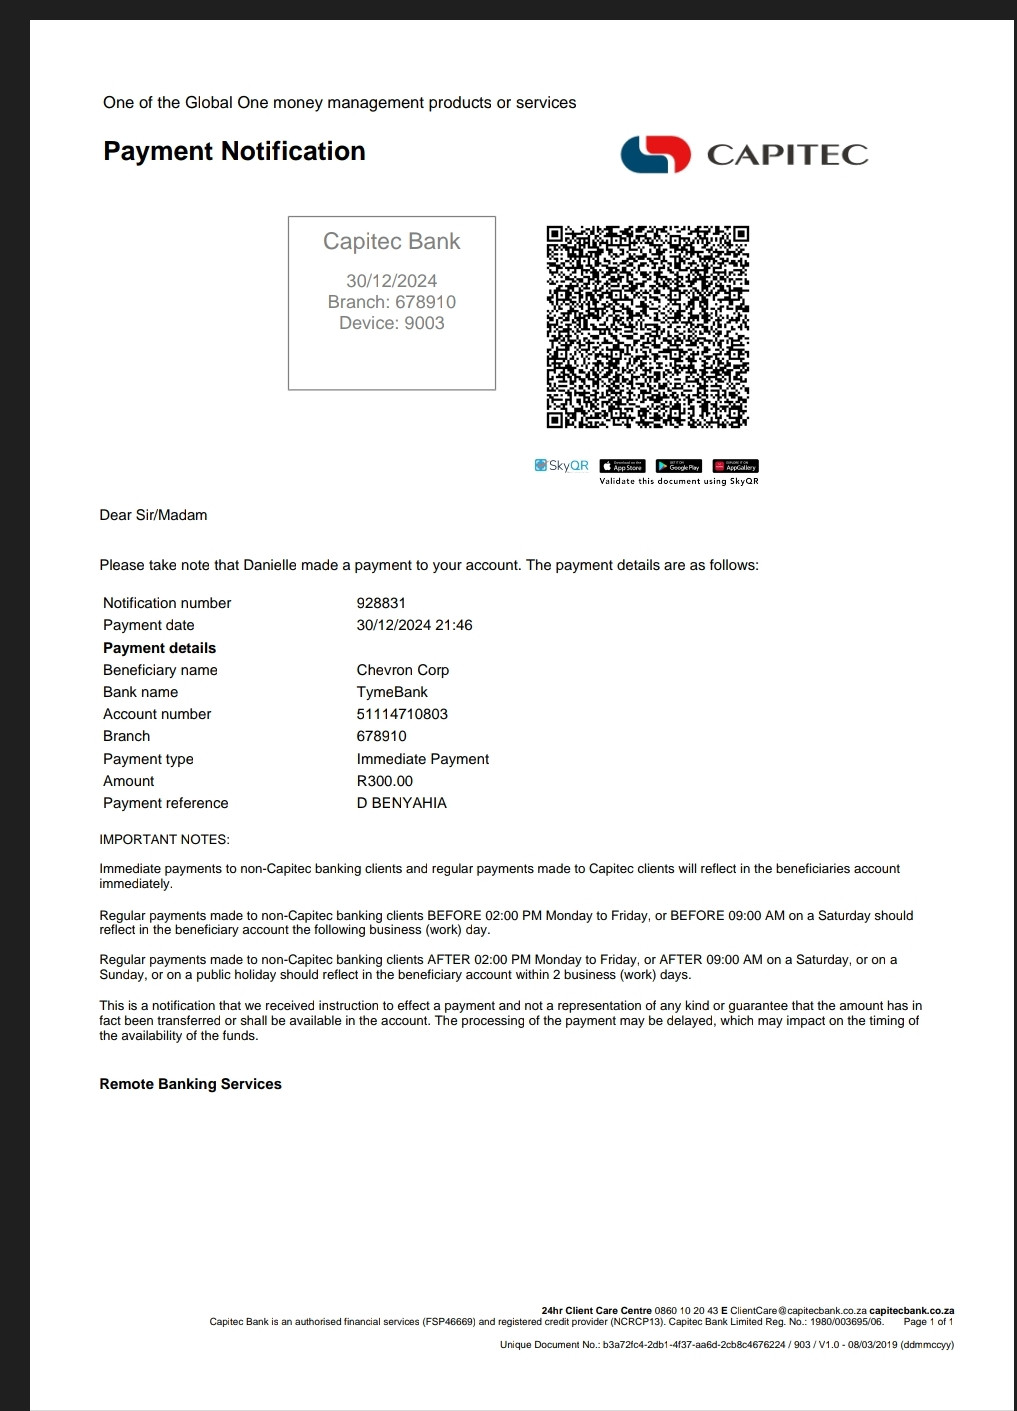 One of the Global One money management products or services
Payment Notification
CAPITEC
Capitec Bank
30/12/2024
Branch: 678910
Device: 9003
SkyQR
Download on the App Store
GET IT ON Google Play
EXPLORE IT ON AppGallery
Validate this document using SkyQR
Dear Sir/Madam
Please take note that Danielle made a payment to your account. The payment details are as follows:
Notification number 928831
Payment date 30/12/2024 21:46
Payment details
Beneficiary name Chevron Corp
Bank name TymeBank
Account number 51114710803
Branch 678910
Payment type Immediate Payment
Amount R300.00
Payment reference D BENYAHIA
IMPORTANT NOTES:
Immediate payments to non-Capitec banking clients and regular payments made to Capitec clients will reflect in the beneficiaries account
immediately.
Regular payments made to non-Capitec banking clients BEFORE 02:00 PM Monday to Friday, or BEFORE 09:00 AM on a Saturday should
reflect in the beneficiary account the following business (work) day.
Regular payments made to non-Capitec banking clients AFTER 02:00 PM Monday to Friday, or AFTER 09:00 AM on a Saturday, or on a
Sunday, or on a public holiday should reflect in the beneficiary account within 2 business (work) days.
This is a notification that we received instruction to effect a payment and not a representation of any kind or guarantee that the amount has in
fact been transferred or shall be available in the account. The processing of the payment may be delayed, which may impact on the timing of
the availability of the funds.
Remote Banking Services
24hr Client Care Centre 0860 10 20 43 E ClientCare@capitecbank.co.za capitecbank.co.za
Capitec Bank is an authorised financial services (FSP46669) and registered credit provider (NCRCP13). Capitec Bank Limited Reg. No.: 1980/003695/06. Page 1 of 1
Unique Document No.: b3a72fc4-2db1-4f37-aa6d-2cb8c4676224 / 903 / V1.0 - 08/03/2019 (ddmmccyy)